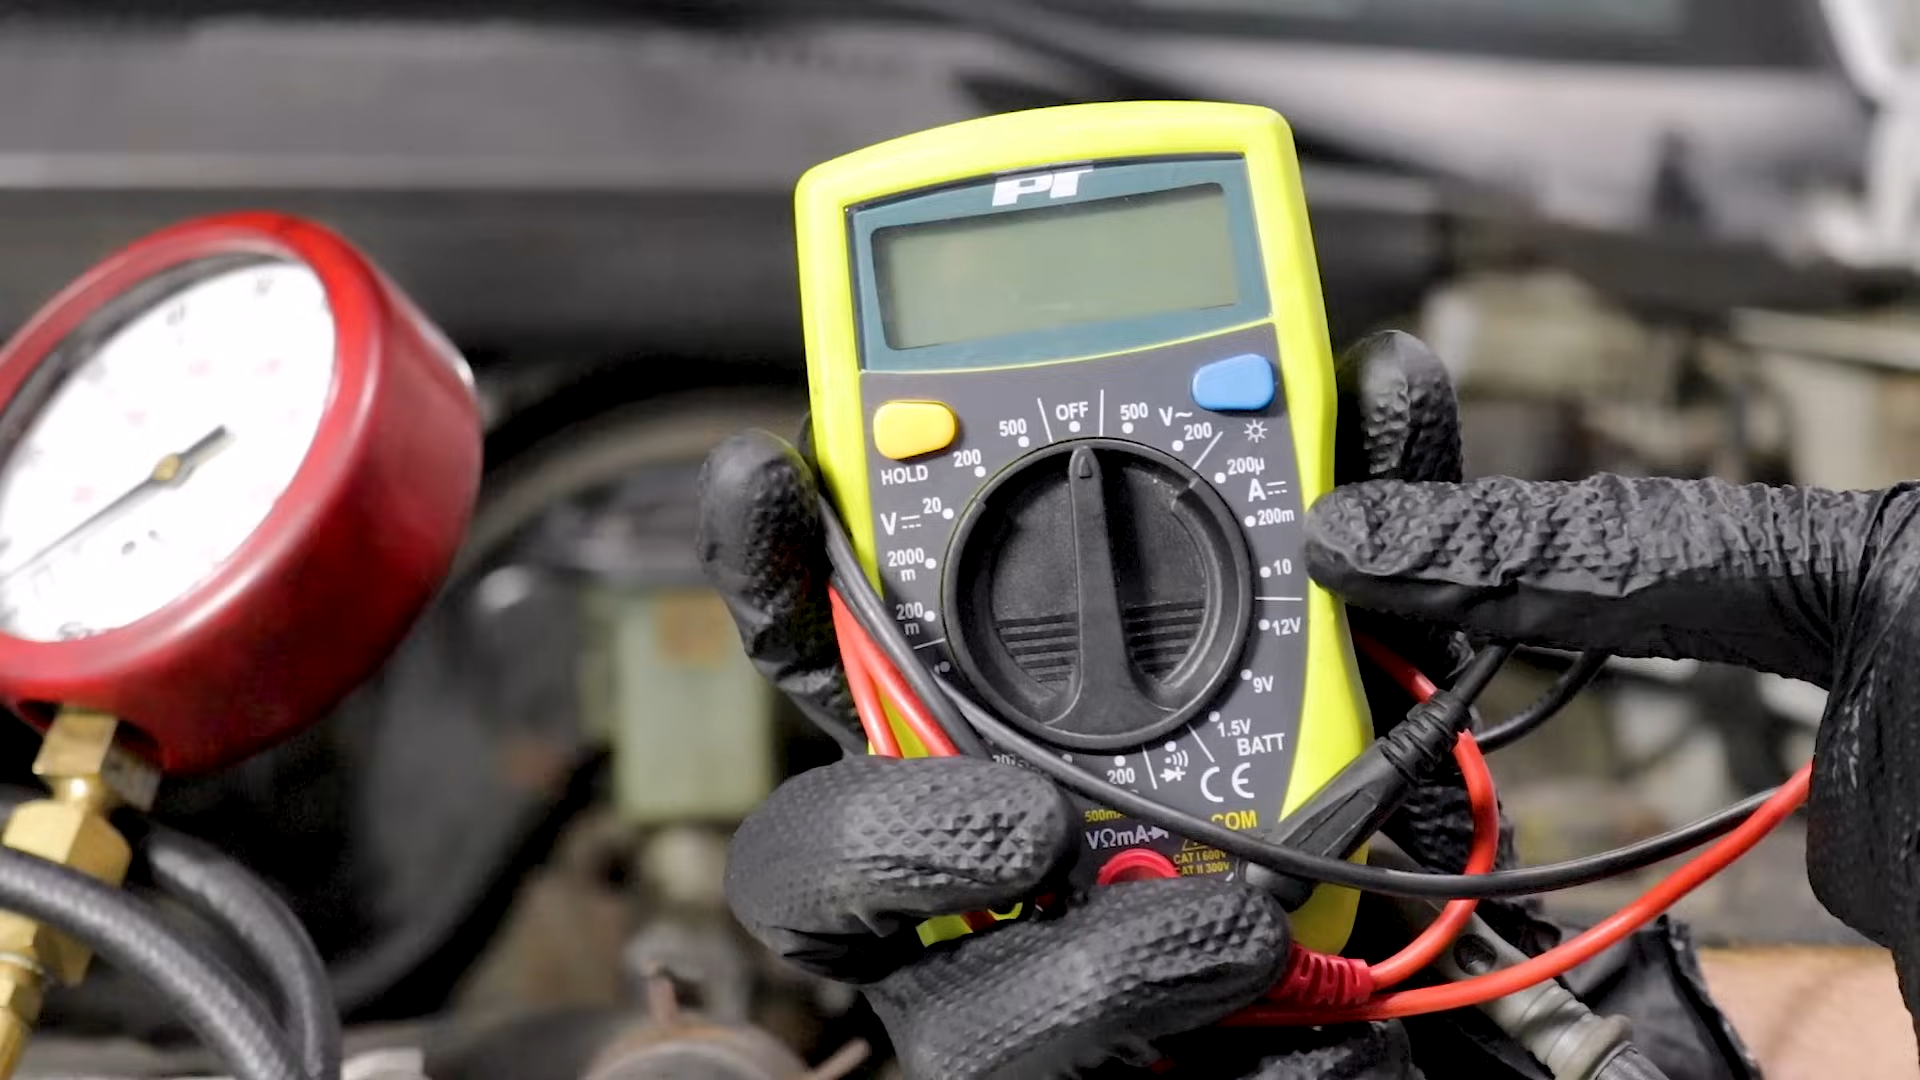 PT
HOLD
500
OFF
500
V~
200
200
200µ
A
20
V
200m
2000
m
10
200
m
12V
9V
1.5V
BATT
200
CE
500mA
COM
VΩmA
CAT I 600V
CAT II 300V